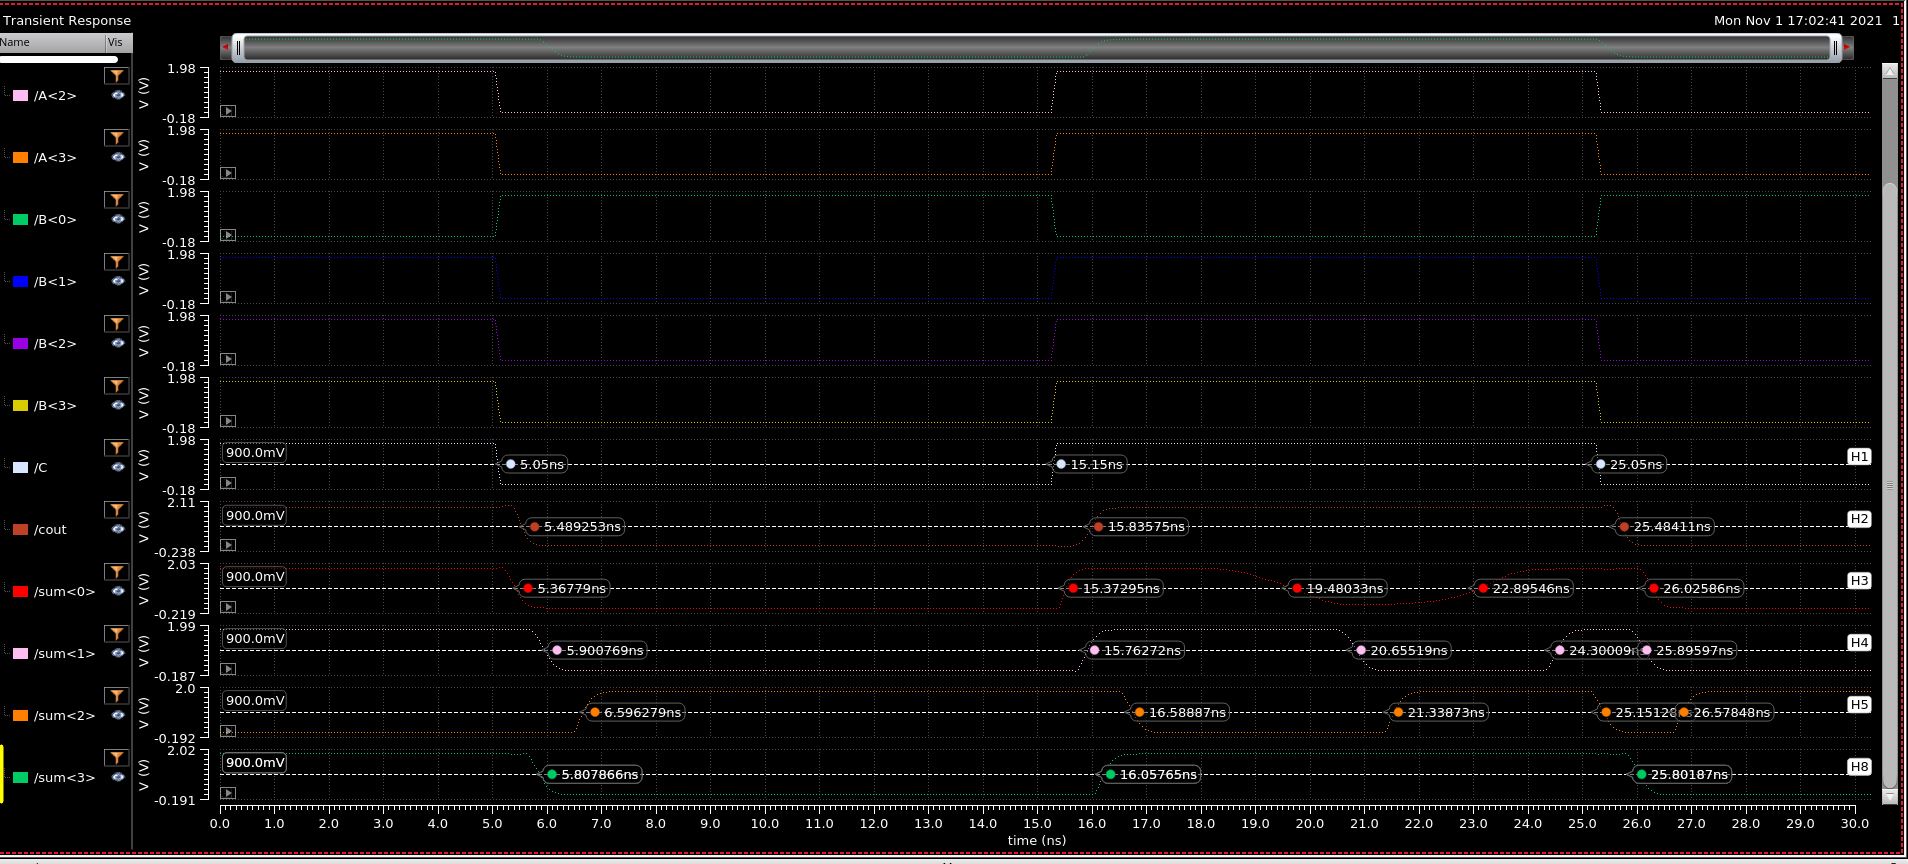 Transient Response
Mon Nov 1 17:02:41 2021 1
Name Vis
/A<2>
(V)
1.98
-0.18
/A<3>
(V)
1.98
-0.18
/B<0>
(V)
1.98
-0.18
/B<1>
(V)
1.98
-0.18
/B<2>
(V)
1.98
-0.18
/B<3>
(V)
1.98
-0.18
/C
(V)
1.98
-0.18
900.0mV 5.05ns 15.15ns 25.05ns H1
/cout
(V)
2.11
-0.238
900.0mV 5.489253ns 15.83575ns 25.48411ns H2
/sum<0>
(V)
2.03
-0.219
900.0mV 5.36779ns 15.37295ns 19.48033ns 22.89546ns 26.02586ns H3
/sum<1>
(V)
1.99
-0.187
900.0mV 5.900769ns 15.76272ns 20.65519ns 24.30009n 25.89597ns H4
/sum<2>
(V)
2.0
-0.192
900.0mV 6.596279ns 16.58887ns 21.33873ns 25.15128 26.57848ns H5
/sum<3>
(V)
2.02
-0.191
900.0mV 5.807866ns 16.05765ns 25.80187ns H8
0.0 1.0 2.0 3.0 4.0 5.0 6.0 7.0 8.0 9.0 10.0 11.0 12.0 13.0 14.0 15.0 16.0 17.0 18.0 19.0 20.0 21.0 22.0 23.0 24.0 25.0 26.0 27.0 28.0 29.0 30.0
time (ns)